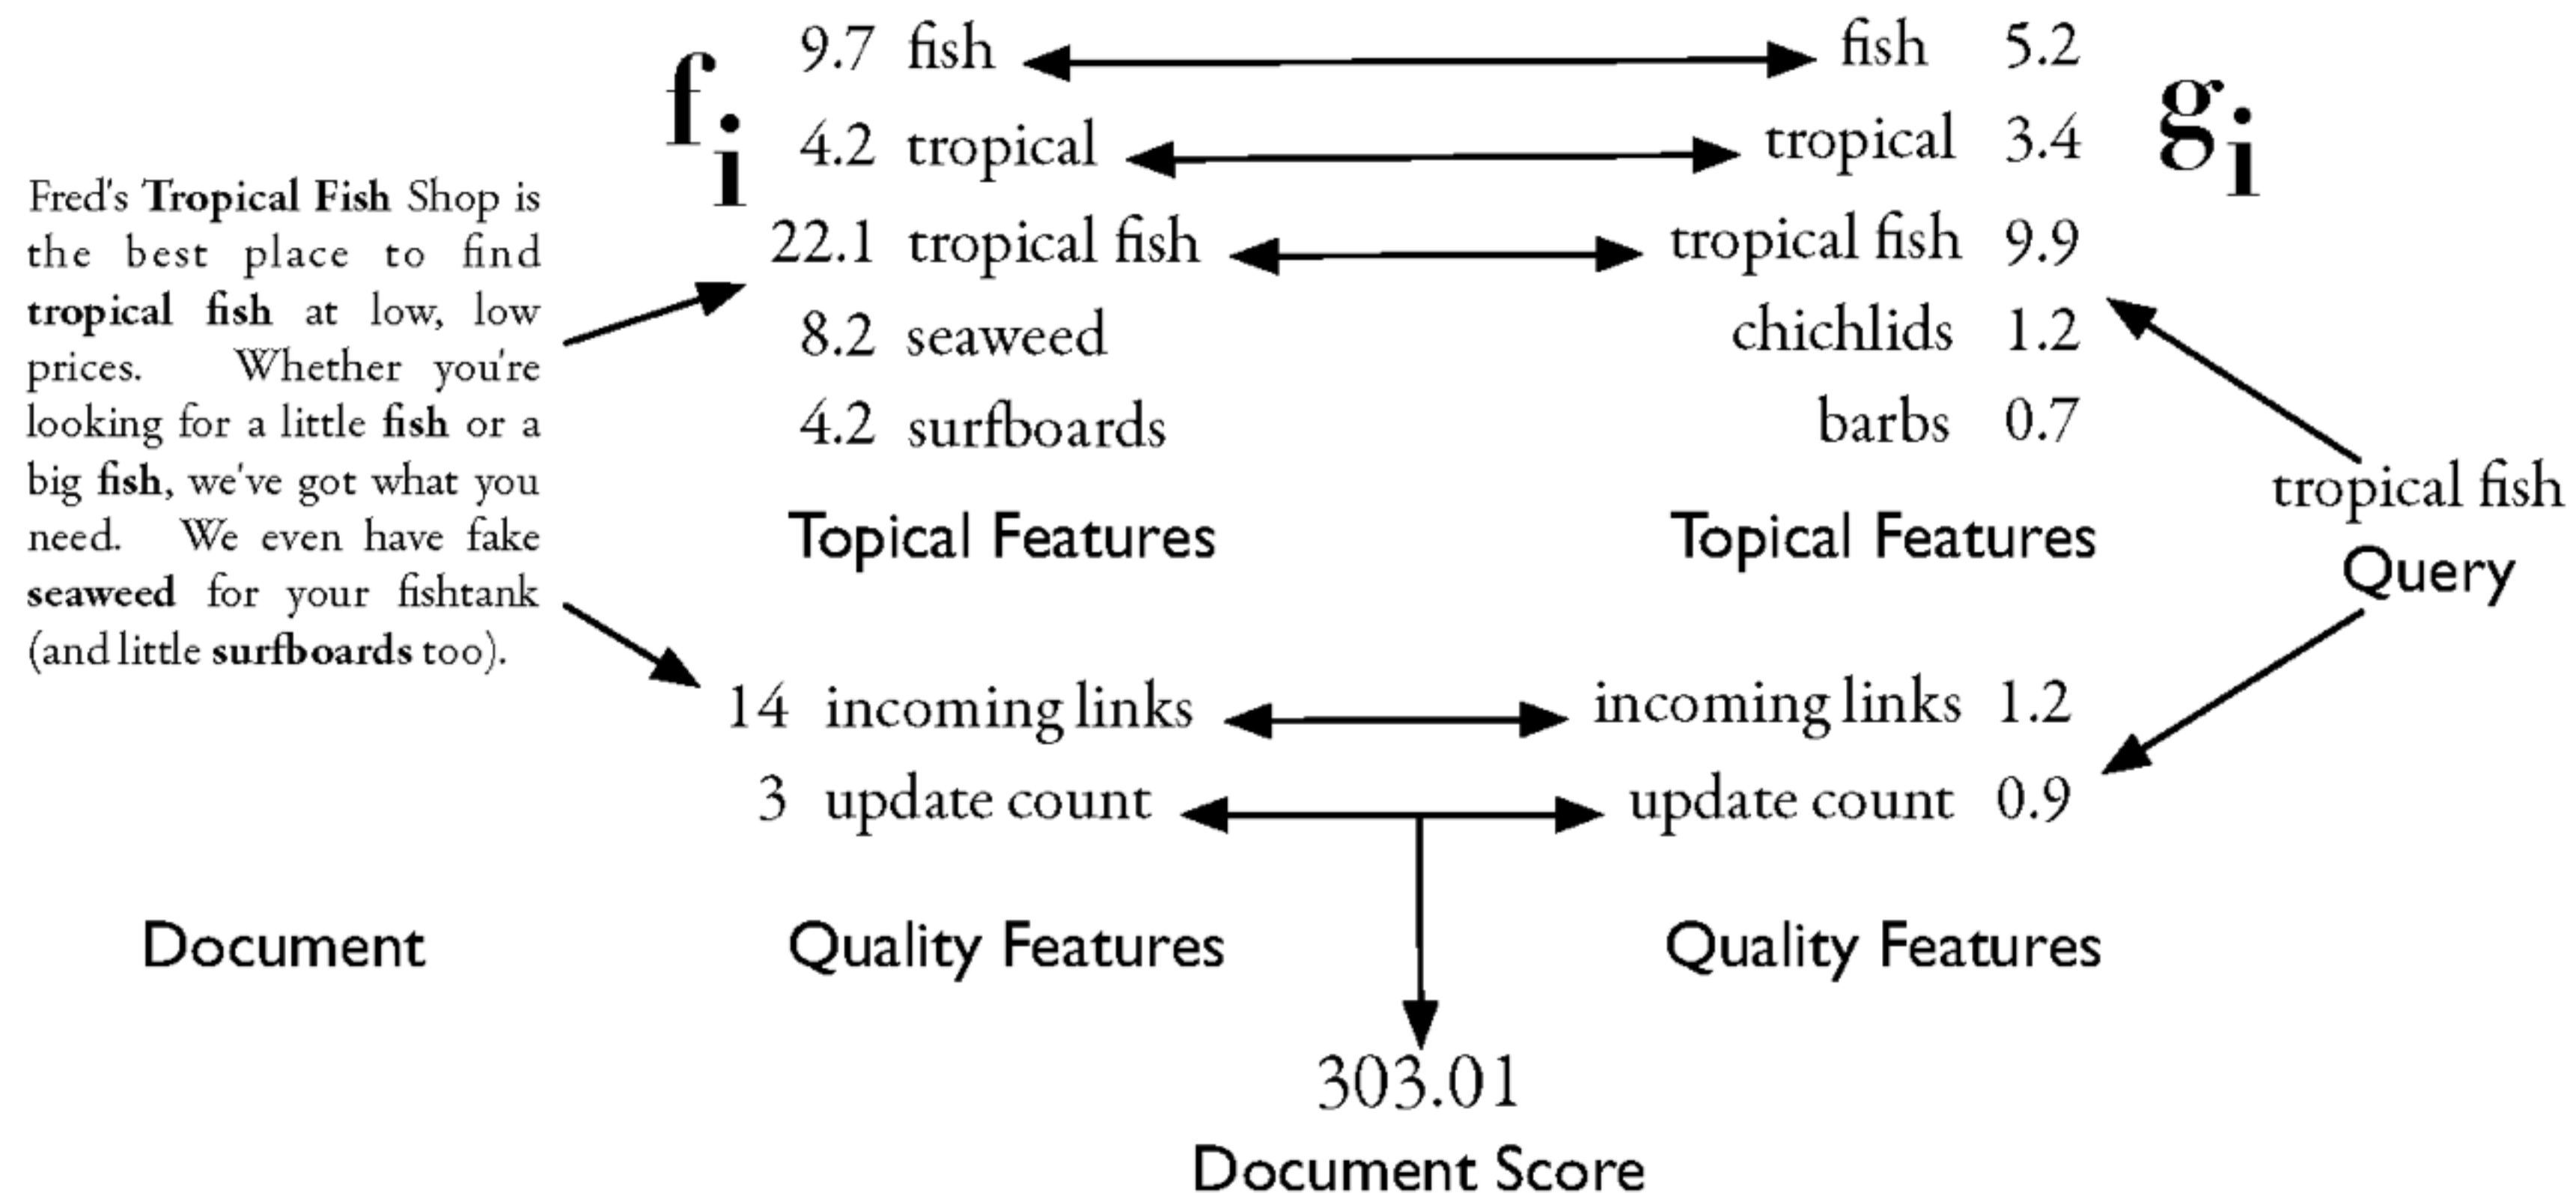 Fred's Tropical Fish Shop is
the best place to find
tropical fish at low, low
prices. Whether you're
looking for a little fish or a
big fish, we've got what you
need. We even have fake
seaweed for your fishtank
(and little surfboards too).
Document
fi
9.7 fish
4.2 tropical
22.1 tropical fish
8.2 seaweed
4.2 surfboards
Topical Features
14 incoming links
3 update count
Quality Features
fish 5.2
tropical 3.4
tropical fish 9.9
chichlids 1.2
barbs 0.7
gi
Topical Features
incoming links 1.2
update count 0.9
Quality Features
tropical fish
Query
303.01
Document Score